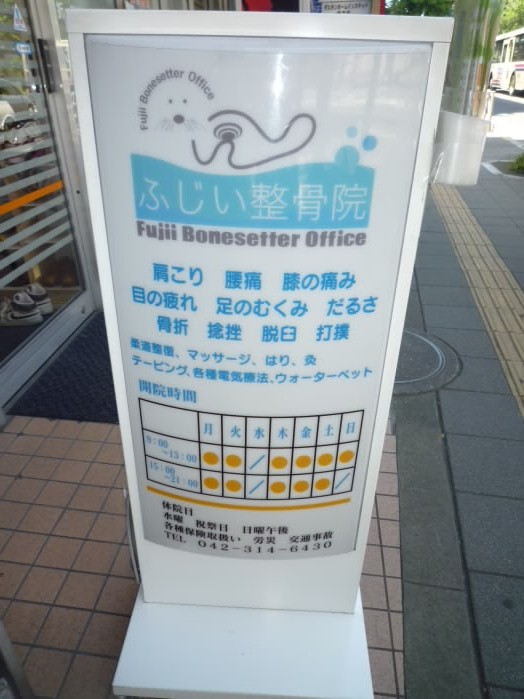 Fujii Bonesetter Office
ふじい整骨院
Fujii Bonesetter Office
肩こり 腰痛 膝の痛み
目の疲れ 足のむくみ だるさ
骨折 捻挫 脱臼 打撲
柔道整復、マッサージ、はり、灸
テーピング、各種電気療法、ウォーターベット
開院時間
月 火 水 木 金 土 日
9:00~13:00 ● ● / ● ● ● ●
15:00~21:00 ● ● / ● ● ● /
休院日
水曜 祝祭日 日曜午後
各種保険取扱い 労災 交通事故
TEL 042-314-6430